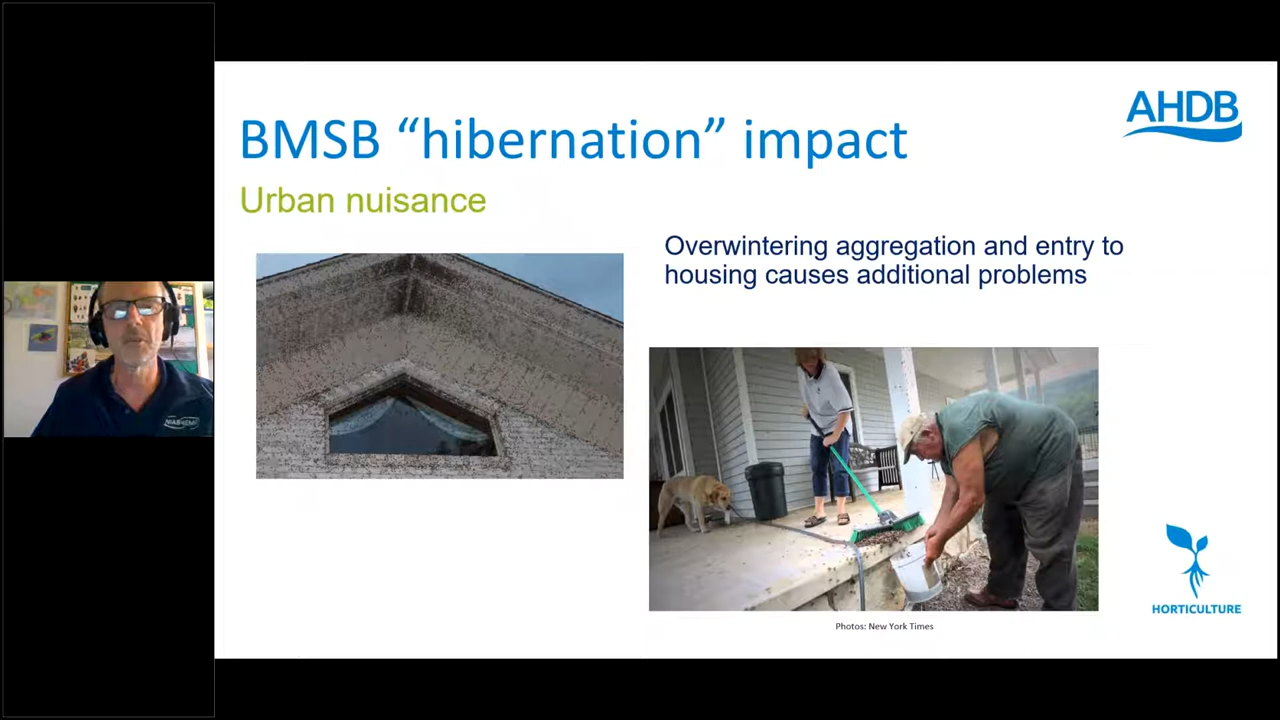 BMSB “hibernation” impact
AHDB
Urban nuisance
Overwintering aggregation and entry to
housing causes additional problems
Photos: New York Times
HORTICULTURE